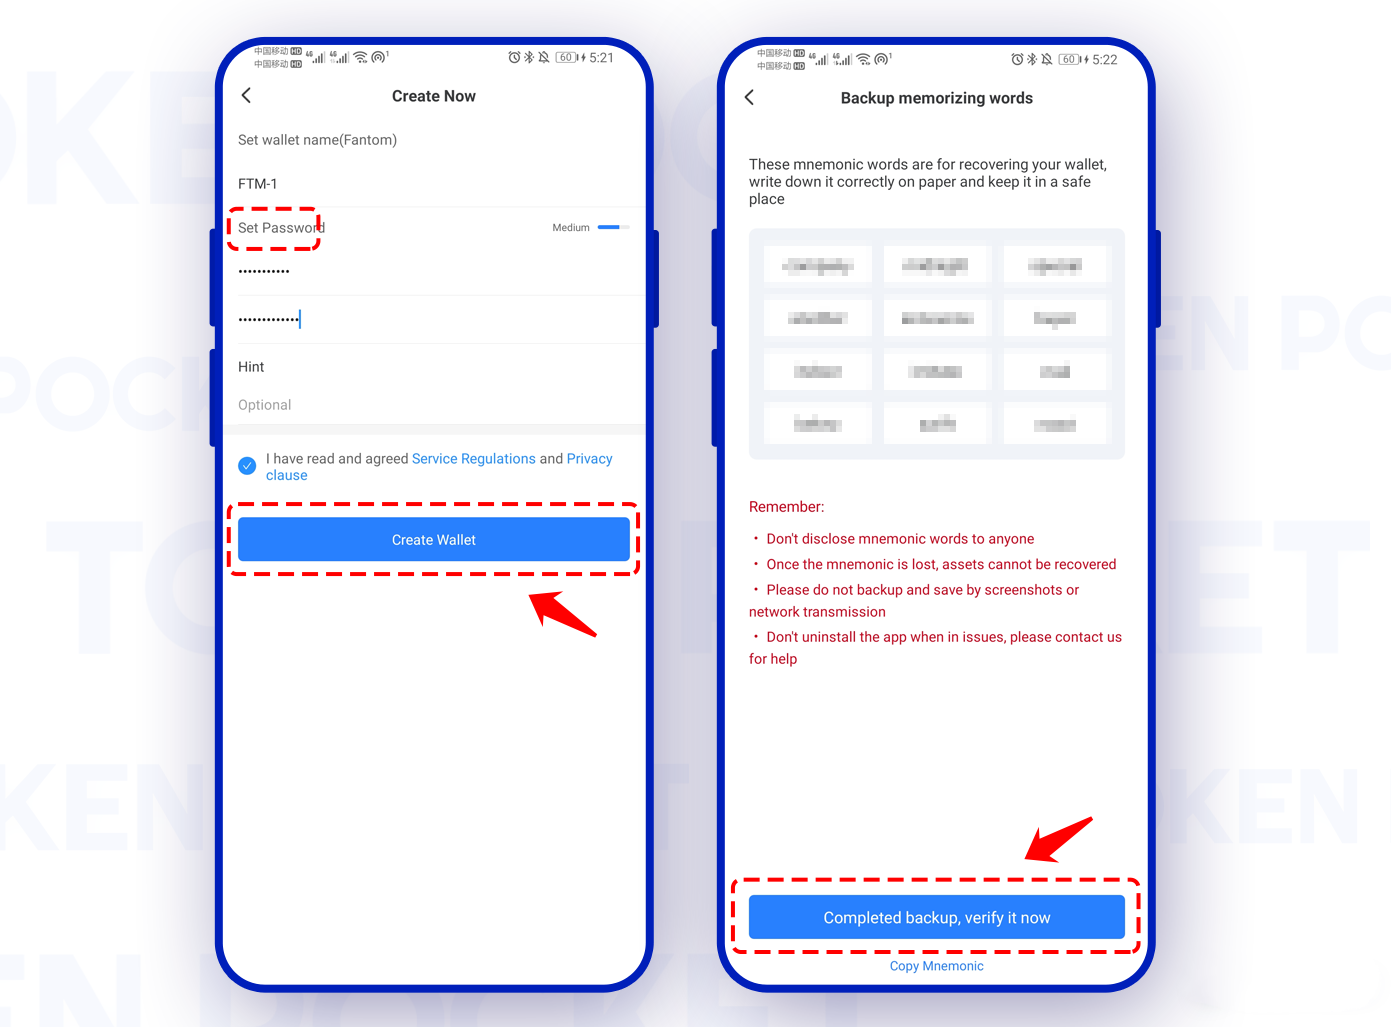 中国移动 HD 4G 4G 1 60 5:21
中国移动 HD
Create Now
Set wallet name(Fantom)
FTM-1
Set Password Medium
Hint
Optional
I have read and agreed Service Regulations and Privacy
clause
Create Wallet
中国移动 HD 4G 4G 1 60 5:22
中国移动 HD
Backup memorizing words
These mnemonic words are for recovering your wallet,
write down it correctly on paper and keep it in a safe
place
Remember:
• Don't disclose mnemonic words to anyone
• Once the mnemonic is lost, assets cannot be recovered
• Please do not backup and save by screenshots or
network transmission
• Don't uninstall the app when in issues, please contact us
for help
Completed backup, verify it now
Copy Mnemonic